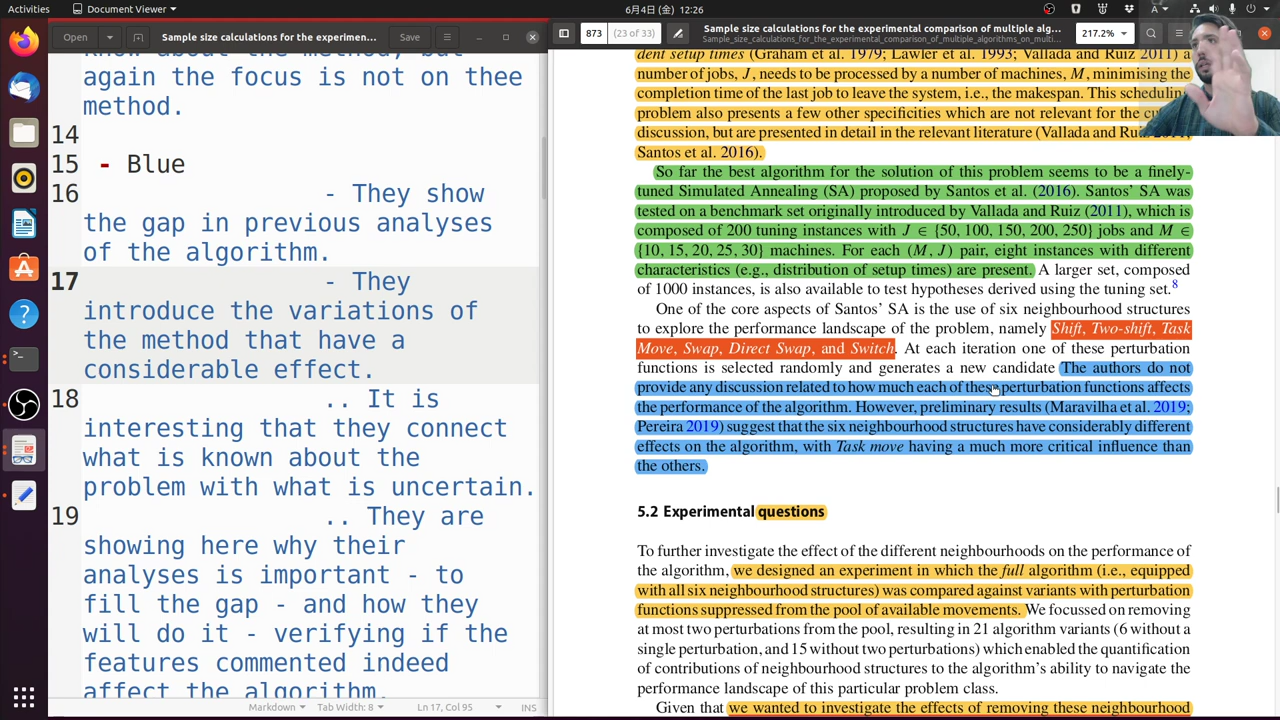 Activities
Document Viewer
6月4日 (金) 12:26
Open
Sample size calculations for the experimen...
Save
know about the method, but
again the focus is not on thee
method.
14
15 - Blue
16 - They show
the gap in previous analyses
of the algorithm.
17 - They
introduce the variations of
the method that have a
considerable effect.
18 .. It is
interesting that they connect
what is known about the
problem with what is uncertain.
19 .. They are
showing here why their
analyses is important - to
fill the gap - and how they
will do it - verifying if the
features commented indeed
affect the algorithm.
Markdown
Tab Width: 8
Ln 17, Col 95
INS
873
(23 of 33)
Sample size calculations for the experimental comparison of multiple alg...
Sample_size_calculations_for_the_experimental_comparison_of_multiple_algorithms_on_multi...
217.2%
dent setup times (Graham et al. 1979; Lawler et al. 1993; Vallada and Ruiz 2011) a
number of jobs, J, needs to be processed by a number of machines, M, minimising the
completion time of the last job to leave the system, i.e., the makespan. This scheduling
problem also presents a few other specificities which are not relevant for the
discussion, but are presented in detail in the relevant literature (Vallada and
Santos et al. 2016).
So far the best algorithm for the solution of this problem seems to be a finely-
tuned Simulated Annealing (SA) proposed by Santos et al. (2016). Santos' SA was
tested on a benchmark set originally introduced by Vallada and Ruiz (2011), which is
composed of 200 tuning instances with J ∈ {50, 100, 150, 200, 250} jobs and M ∈
{10, 15, 20, 25, 30} machines. For each (M, J) pair, eight instances with different
characteristics (e.g., distribution of setup times) are present. A larger set, composed
of 1000 instances, is also available to test hypotheses derived using the tuning set.8
One of the core aspects of Santos' SA is the use of six neighbourhood structures
to explore the performance landscape of the problem, namely Shift, Two-shift, Task
Move, Swap, Direct Swap, and Switch. At each iteration one of these perturbation
functions is selected randomly and generates a new candidate The authors do not
provide any discussion related to how much each of these perturbation functions affects
the performance of the algorithm. However, preliminary results (Maravilha et al. 2019;
Pereira 2019) suggest that the six neighbourhood structures have considerably different
effects on the algorithm, with Task move having a much more critical influence than
the others.
5.2 Experimental questions
To further investigate the effect of the different neighbourhoods on the performance of
the algorithm, we designed an experiment in which the full algorithm (i.e., equipped
with all six neighbourhood structures) was compared against variants with perturbation
functions suppressed from the pool of available movements. We focussed on removing
at most two perturbations from the pool, resulting in 21 algorithm variants (6 without a
single perturbation, and 15 without two perturbations) which enabled the quantification
of contributions of neighbourhood structures to the algorithm's ability to navigate the
performance landscape of this particular problem class.
Given that we wanted to investigate the effects of removing these neighbourhood